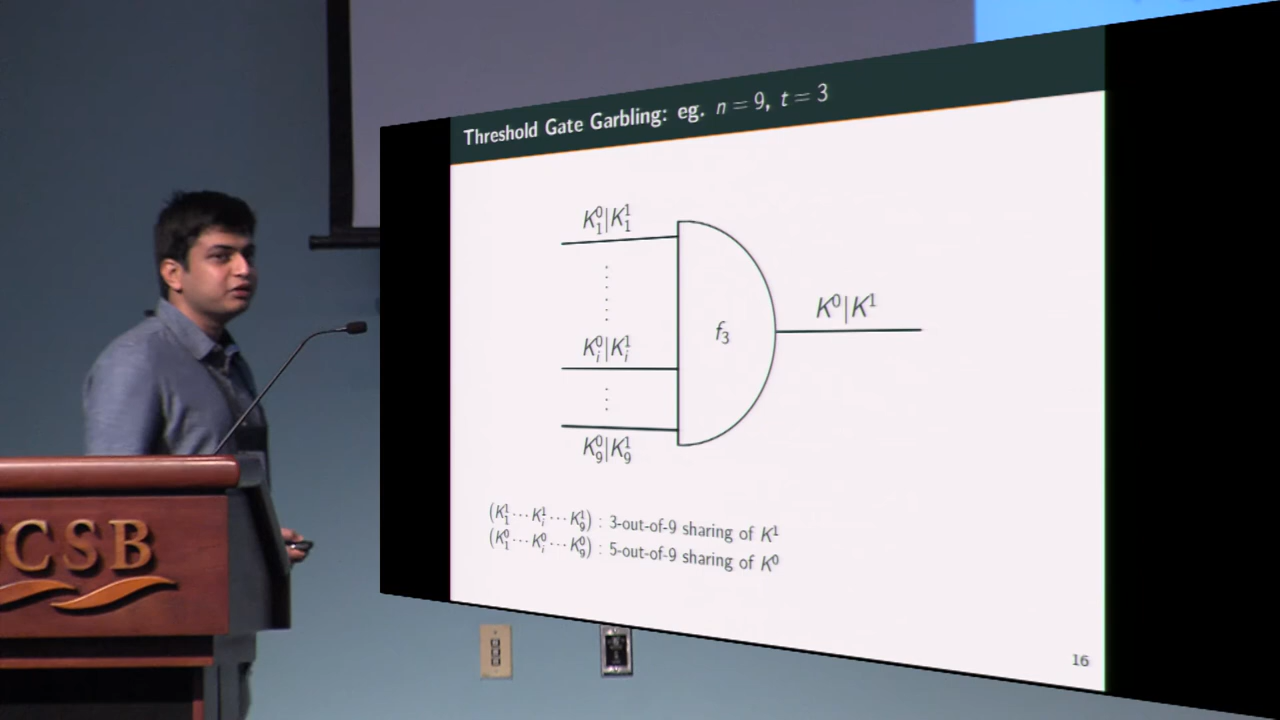 Threshold Gate Garbling: eg. n = 9, t = 3
K₁⁰|K₁¹
Kᵢ⁰|Kᵢ¹
f₃
K⁰|K¹
K₉⁰|K₉¹
(K₁¹ ⋯ Kᵢ¹ ⋯ K₉¹) : 3-out-of-9 sharing of K¹
(K₁⁰ ⋯ Kᵢ⁰ ⋯ K₉⁰) : 5-out-of-9 sharing of K⁰
16
CSB